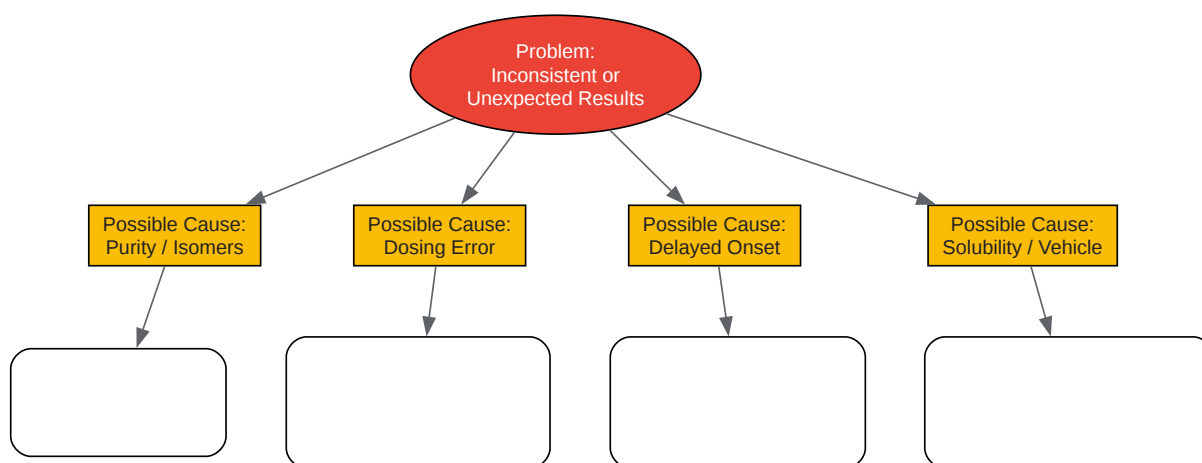 Problem:
Inconsistent or
Unexpected Results
Possible Cause:
Purity / Isomers
Possible Cause:
Dosing Error
Possible Cause:
Delayed Onset
Possible Cause:
Solubility / Vehicle